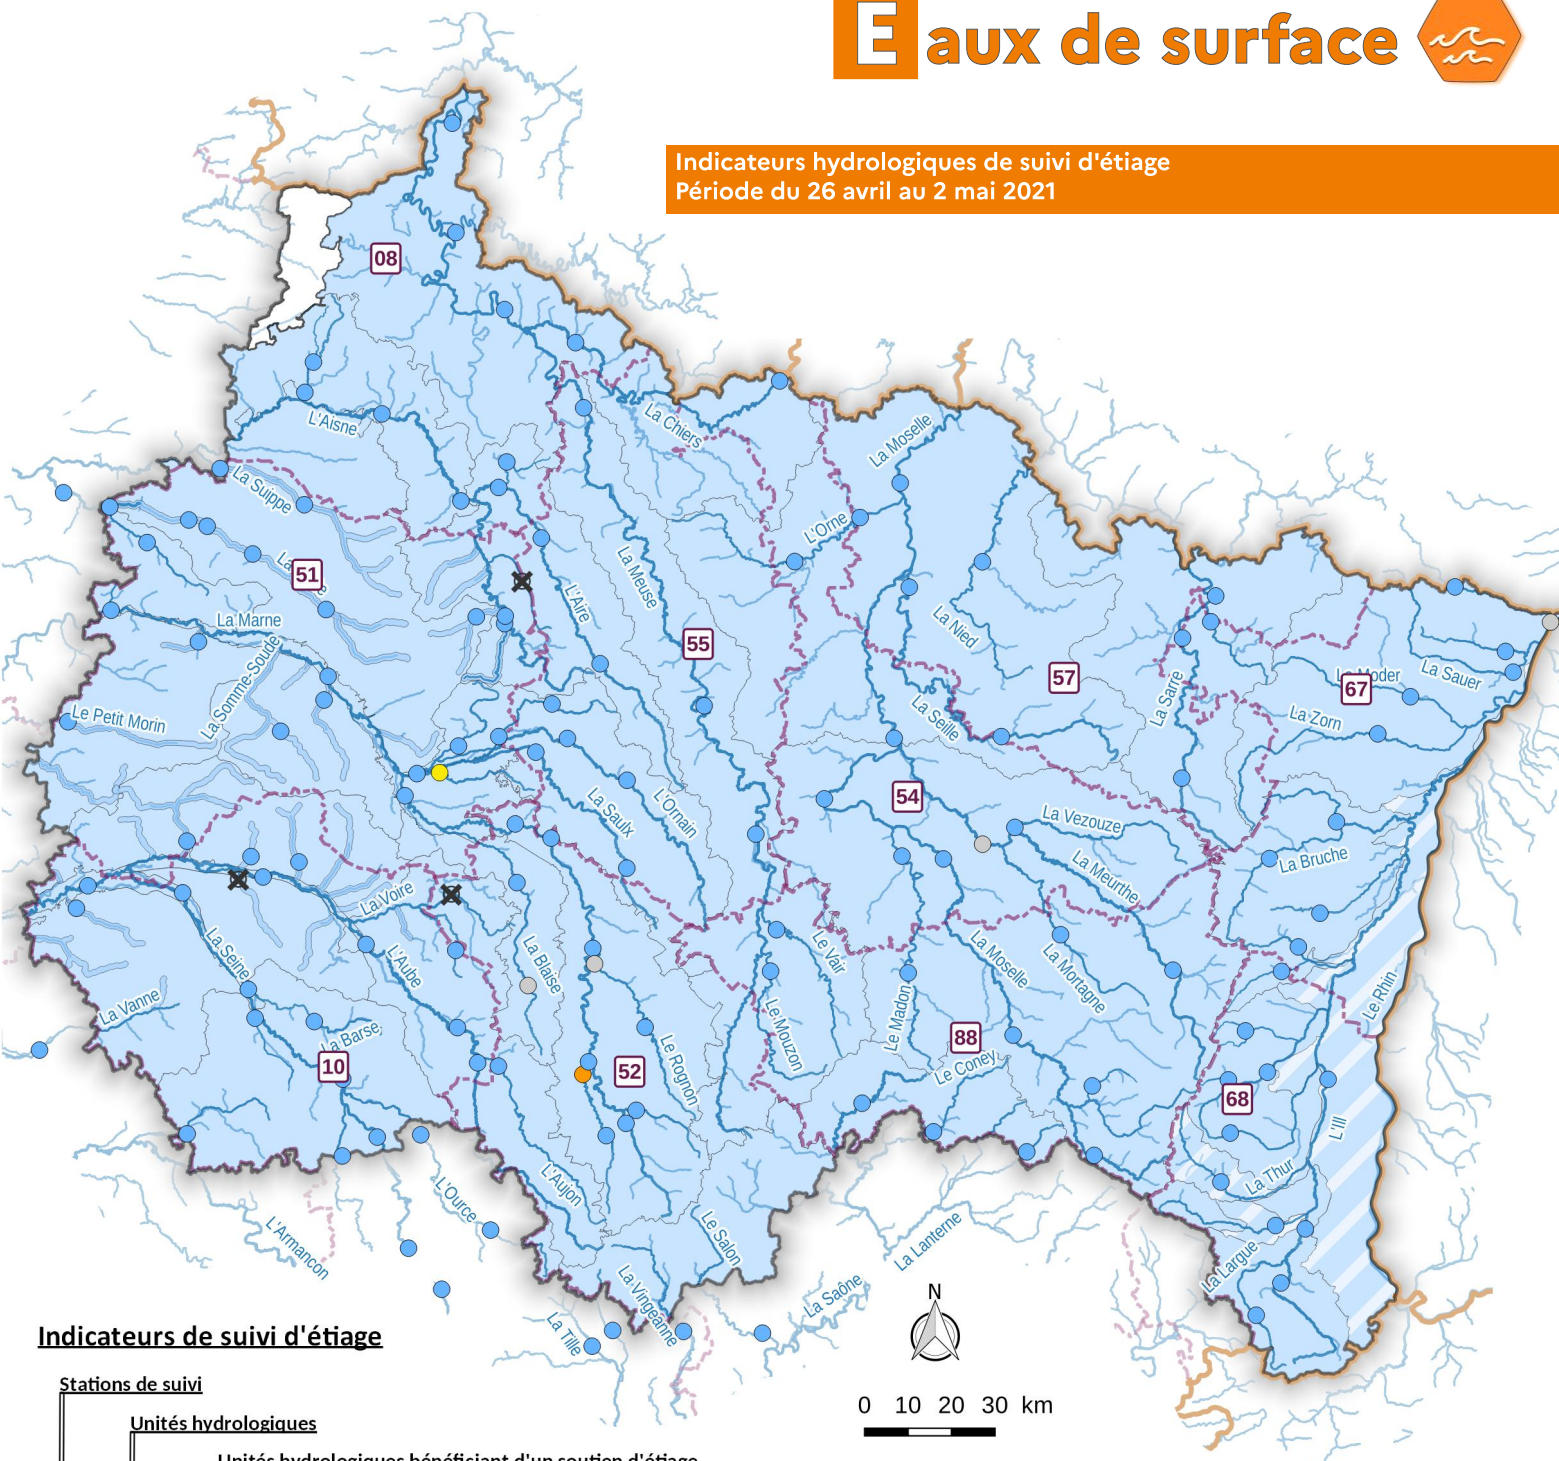 Eaux de surface
Indicateurs hydrologiques de suivi d'étiage
Période du 26 avril au 2 mai 2021
08
L'Aisne
La Chiers
La Moselle
La Suippe
L'Orne
51
La Meuse
L'Aire
La Marne
La Nied
55
La Somme-Soude
57
La Sarre
67
La Sauer
Le Petit Morin
La Seille
La Zorn
54
La Saulx
L'Ornain
La Vezouze
La Meurthe
La Bruche
La Voire
La Seine
L'Aube
La Blaise
Le Vair
La Moselle
La Mortagne
Le Rhin
La Vanne
La Barse
Le Mouzon
Le Madon
88
10
52
Le Rognon
Le Coney
68
L'Ill
L'Aujon
La Thur
L'Ource
L'Armançon
Le Salon
La Lanterne
La Largue
La Vingeanne
La Saône
La Tille
N
Indicateurs de suivi d'étiage
0 10 20 30 km
Stations de suivi
Unités hydrologiques
Unités hydrologiques bénéficiant d'un soutien d'étiage